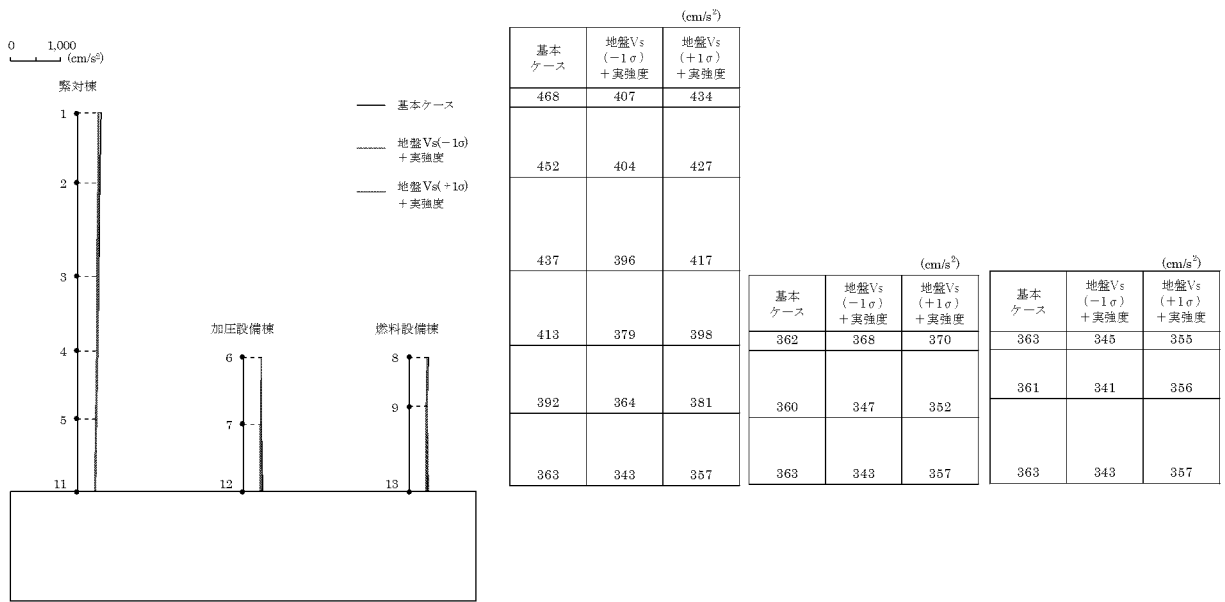 0 1,000
(cm/s²)
緊対棟
1
2
3
4
5
11
基本ケース
地盤Vs(-1σ)
+実強度
地盤Vs(+1σ)
+実強度
加圧設備棟
6
7
12
燃料設備棟
8
9
13
(cm/s²)
基本
ケース
地盤Vs
(-1σ)
+実強度
地盤Vs
(+1σ)
+実強度
468 407 434
452 404 427
437 396 417
413 379 398
392 364 381
363 343 357
(cm/s²)
基本
ケース
地盤Vs
(-1σ)
+実強度
地盤Vs
(+1σ)
+実強度
362 368 370
360 347 352
363 343 357
(cm/s²)
基本
ケース
地盤Vs
(-1σ)
+実強度
地盤Vs
(+1σ)
+実強度
363 345 355
361 341 356
363 343 357